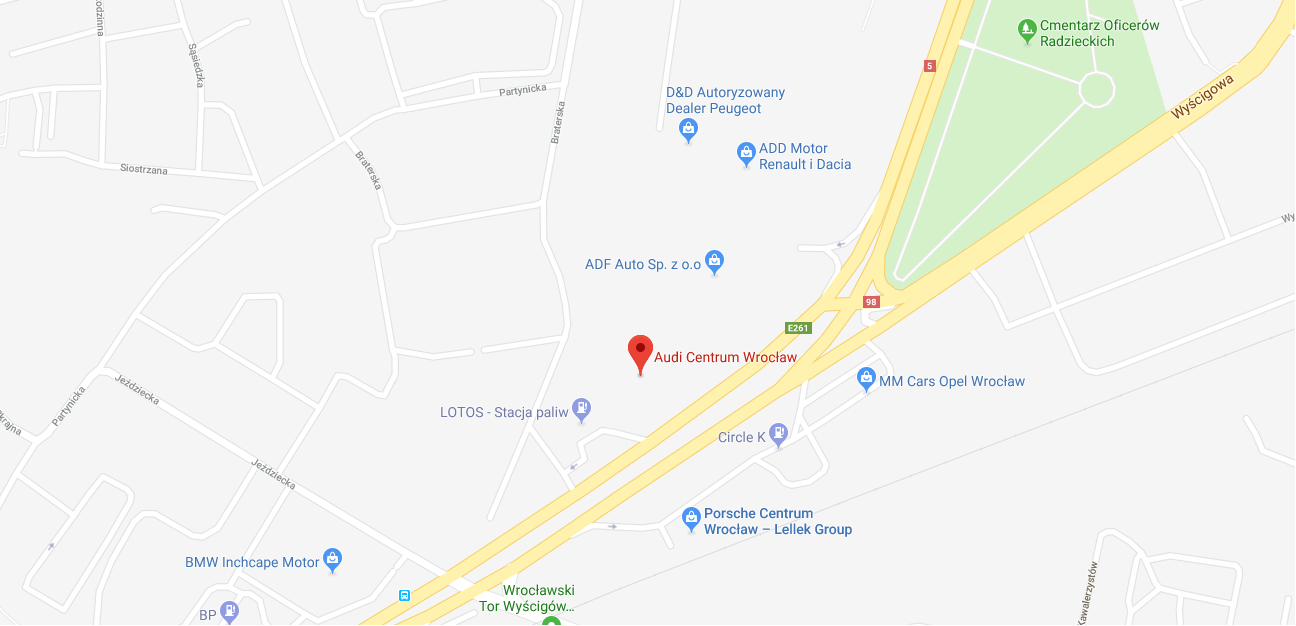 odzinna
Cmentarz Oficerów
Radzieckich
Sąsiedzka
5
Wyścigowa
D&D Autoryzowany
Dealer Peugeot
Partynicka
Braterska
ADD Motor
Renault i Dacia
Siostrzana
Braterska
Wy
ADF Auto Sp. z o.o
98
E261
Audi Centrum Wrocław
MM Cars Opel Wrocław
Jeździecka
Partynicka
LOTOS - Stacja paliw
krajna
Circle K
Jeździecka
Porsche Centrum
Wrocław – Lellek Group
BMW Inchcape Motor
Wrocławski
Tor Wyścigów...
Kawalerzystów
BP